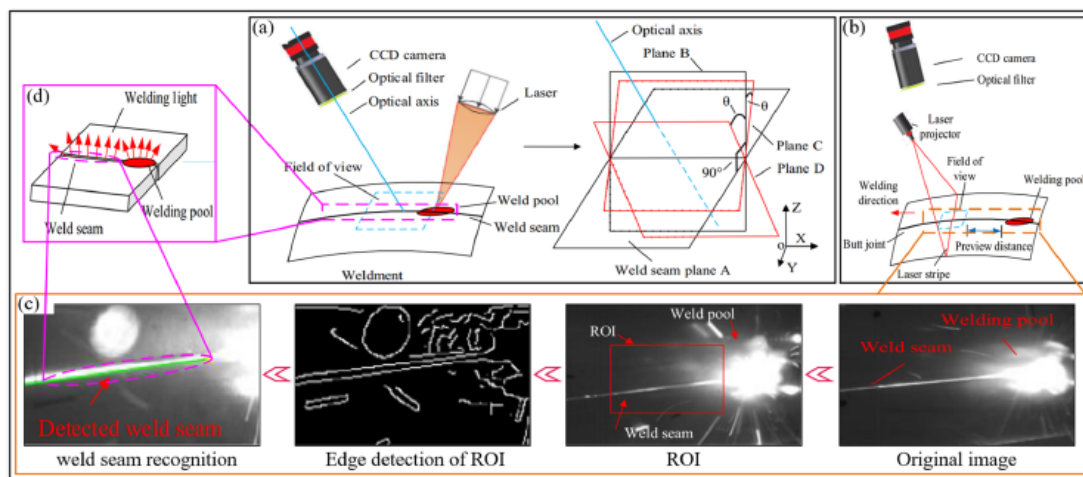 (a)
CCD camera
Optical filter
Optical axis
Laser
Field of view
Weld pool
Weld seam
Weldment
Optical axis
Plane B
θ
θ
Plane C
Plane D
90°
Z
X
O
Y
Weld seam plane A
(b)
CCD camera
Optical filter
Laser
projector
Field of
view
Welding pool
Welding
direction
Butt joint
Preview distance
Laser stripe
(d)
Welding light
Welding pool
Weld seam
(c)
Detected weld seam
weld seam recognition
Edge detection of ROI
Weld pool
ROI
Weld seam
ROI
Welding pool
Weld seam
Original image